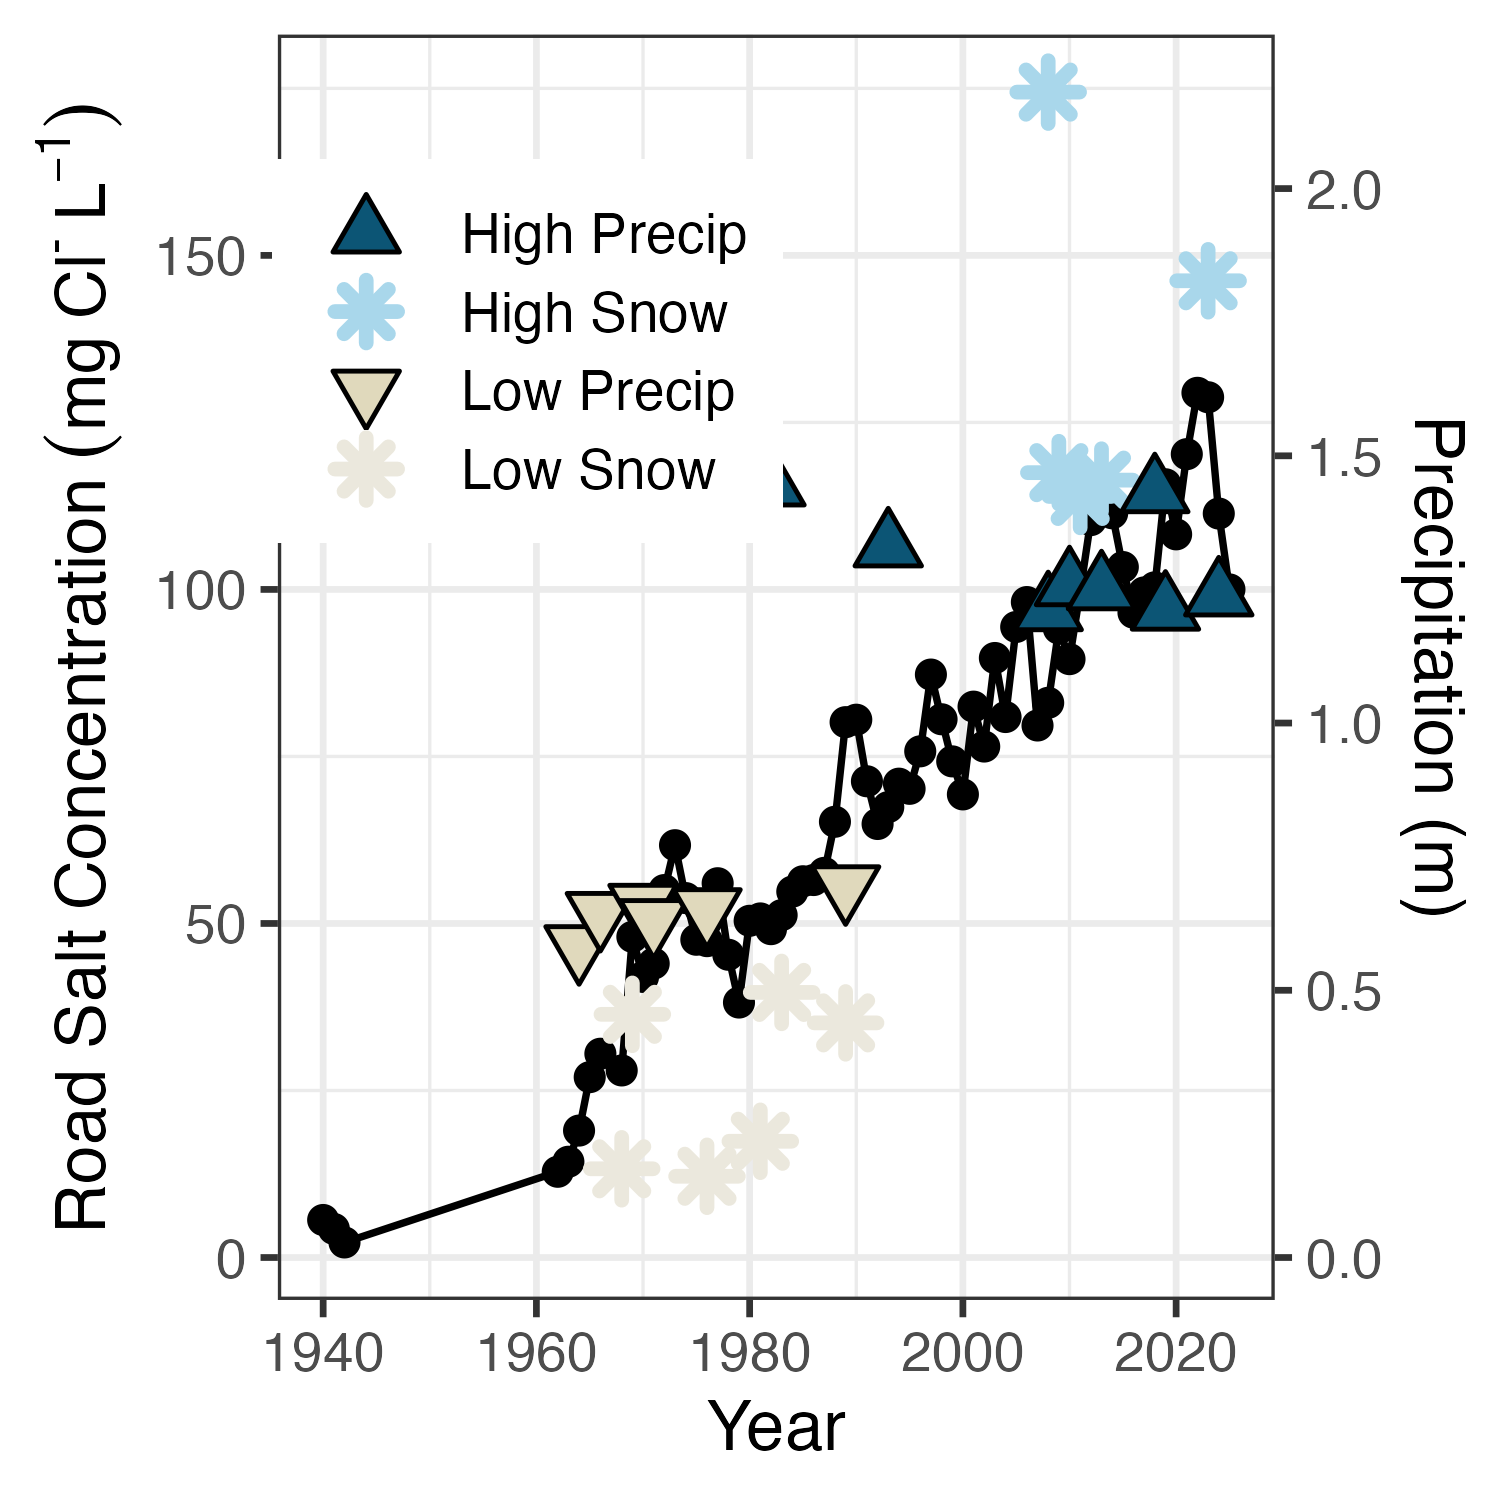 Road Salt Concentration (mg Cl⁻ L⁻¹)
150
100
50
0
High Precip
High Snow
Low Precip
Low Snow
2.0
1.5
1.0
0.5
0.0
Precipitation (m)
1940 1960 1980 2000 2020
Year